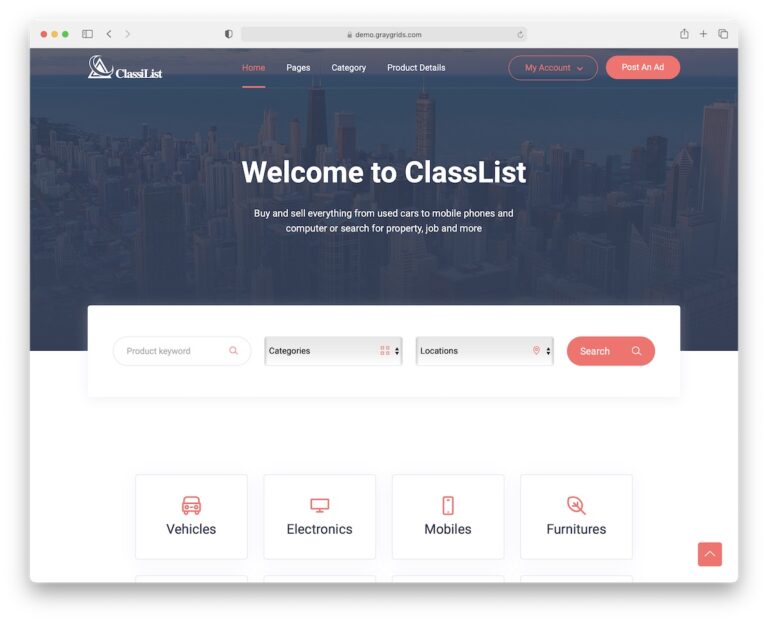 demo.graygrids.com
ClassiList
Home
Pages
Category
Product Details
My Account
Post An Ad
Welcome to ClassList
Buy and sell everything from used cars to mobile phones and
computer or search for property, job and more
Product keyword
Categories
Locations
Search
Vehicles
Electronics
Mobiles
Furnitures